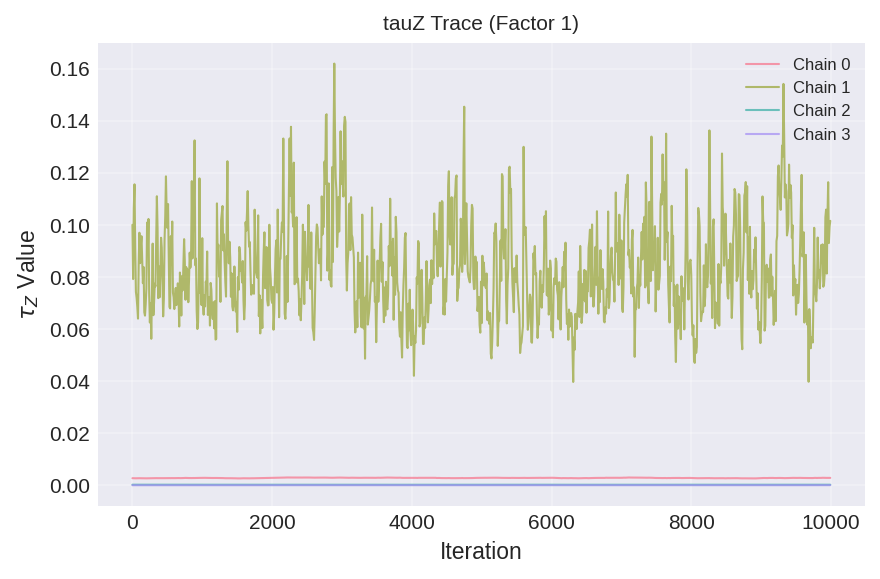 tauZ Trace (Factor 1)
Chain 0
Chain 1
Chain 2
Chain 3
0.16
0.14
0.12
0.10
0.08
0.06
0.04
0.02
0.00
τZ Value
0
2000
4000
6000
8000
10000
Iteration